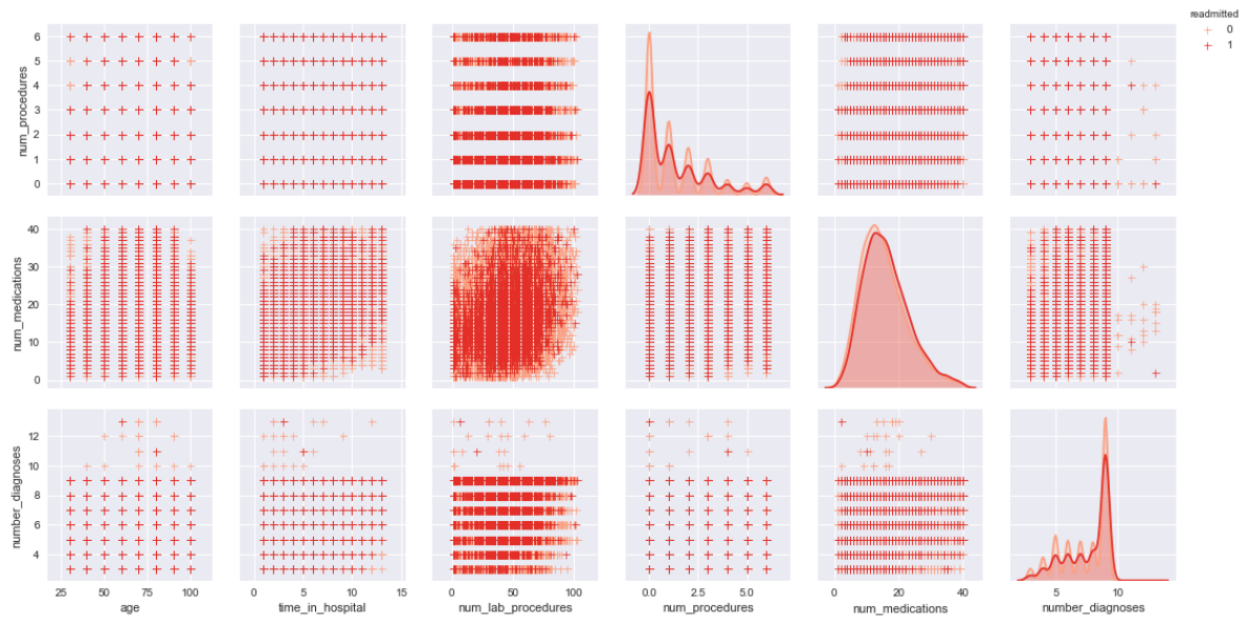 readmitted
0
1
num_procedures
6
5
4
3
2
1
0
num_medications
40
30
20
10
0
number_diagnoses
12
10
8
6
4
25 50 75 100
0 5 10 15
0 50 100
0.0 2.5 5.0
0 20 40
5 10
age
time_in_hospital
num_lab_procedures
num_procedures
num_medications
number_diagnoses